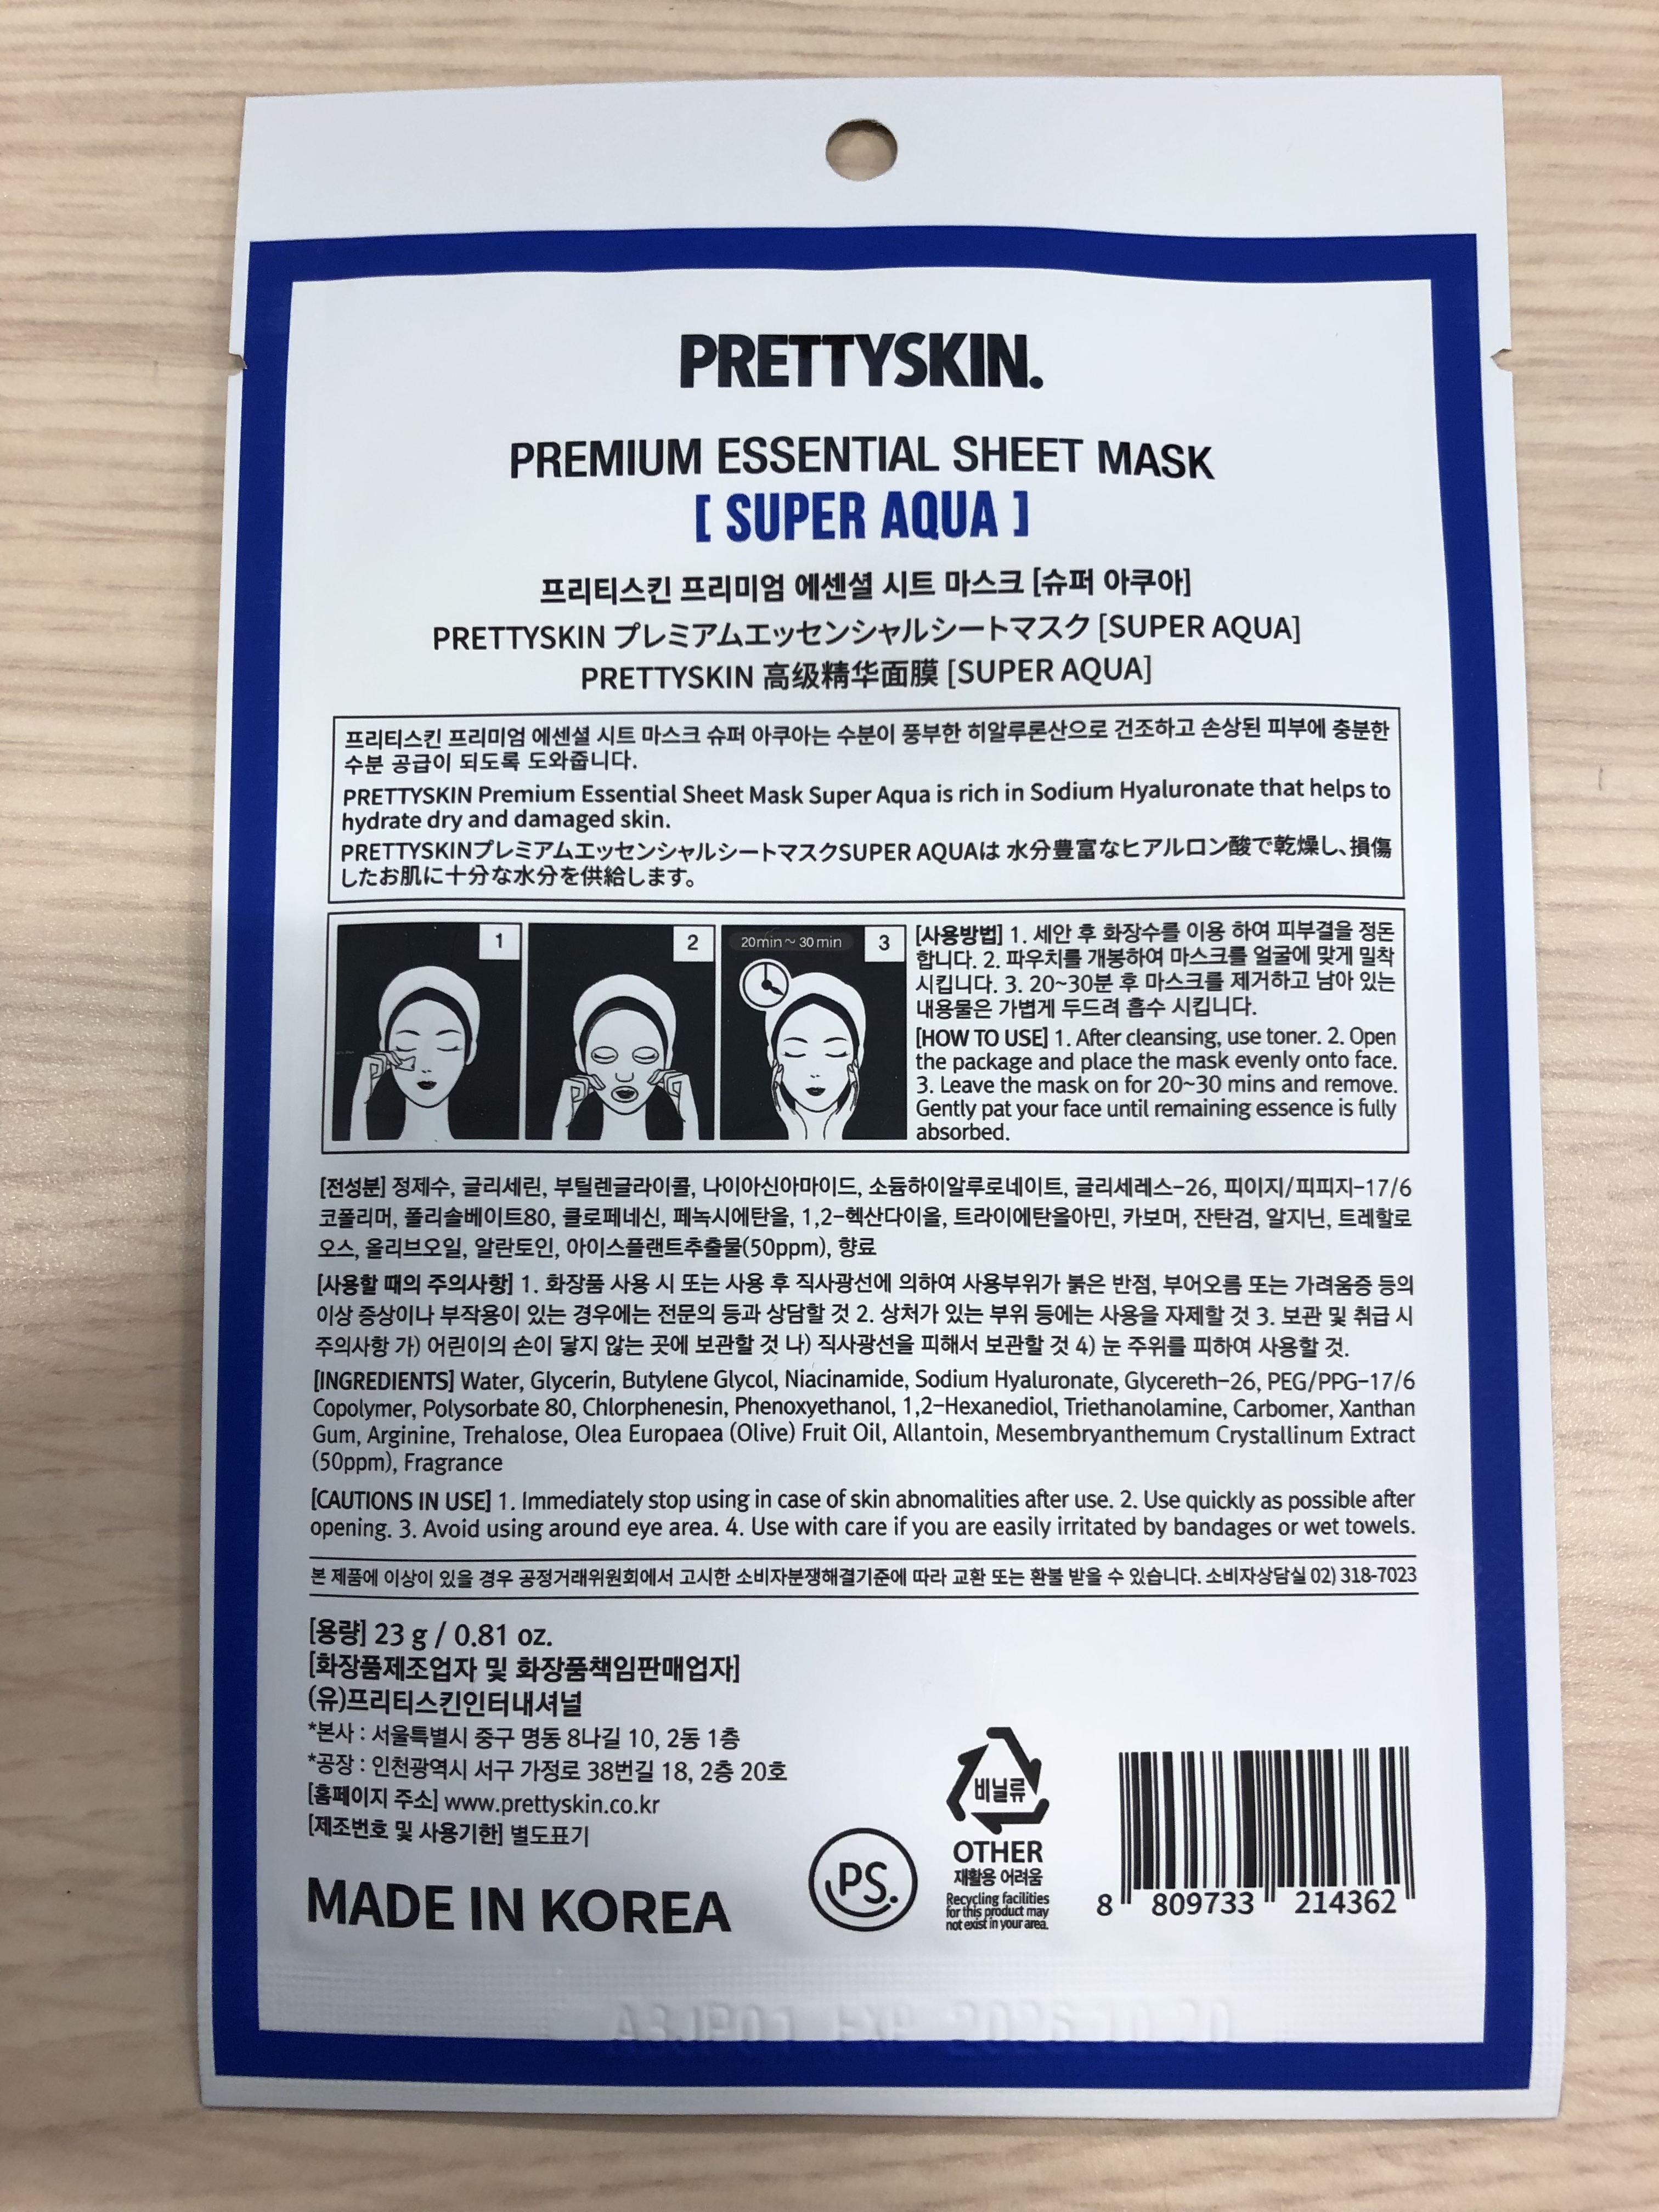 PRETTYSKIN.
PREMIUM ESSENTIAL SHEET MASK
[ SUPER AQUA ]
프리티스킨 프리미엄 에센셜 시트 마스크 [슈퍼 아쿠아]
PRETTYSKIN プレミアムエッセンシャルシートマスク [SUPER AQUA]
PRETTYSKIN 高级精华面膜 [SUPER AQUA]
프리티스킨 프리미엄 에센셜 시트 마스크 슈퍼 아쿠아는 수분이 풍부한 히알루론산으로 건조하고 손상된 피부에 충분한
수분 공급이 되도록 도와줍니다.
PRETTYSKIN Premium Essential Sheet Mask Super Aqua is rich in Sodium Hyaluronate that helps to
hydrate dry and damaged skin.
PRETTYSKINプレミアムエッセンシャルシートマスクSUPER AQUAは 水分豊富なヒアルロン酸で乾燥し、損傷
したお肌に十分な水分を供給します。
1
2
20min ~ 30 min
3
[사용방법] 1. 세안 후 화장수를 이용 하여 피부결을 정돈
합니다. 2. 파우치를 개봉하여 마스크를 얼굴에 맞게 밀착
시킵니다. 3. 20~30분 후 마스크를 제거하고 남아 있는
내용물은 가볍게 두드려 흡수 시킵니다.
[HOW TO USE] 1. After cleansing, use toner. 2. Open
the package and place the mask evenly onto face.
3. Leave the mask on for 20~30 mins and remove.
Gently pat your face until remaining essence is fully
absorbed.
[전성분] 정제수, 글리세린, 부틸렌글라이콜, 나이아신아마이드, 소듐하이알루로네이트, 글리세레스-26, 피이지/피피지-17/6
코폴리머, 폴리솔베이트80, 클로페네신, 페녹시에탄올, 1,2-헥산다이올, 트라이에탄올아민, 카보머, 잔탄검, 알지닌, 트레할로
오스, 올리브오일, 알란토인, 아이스플랜트추출물(50ppm), 향료
[사용할 때의 주의사항] 1. 화장품 사용 시 또는 사용 후 직사광선에 의하여 사용부위가 붉은 반점, 부어오름 또는 가려움증 등의
이상 증상이나 부작용이 있는 경우에는 전문의 등과 상담할 것 2. 상처가 있는 부위 등에는 사용을 자제할 것 3. 보관 및 취급 시
주의사항 가) 어린이의 손이 닿지 않는 곳에 보관할 것 나) 직사광선을 피해서 보관할 것 4) 눈 주위를 피하여 사용할 것.
[INGREDIENTS] Water, Glycerin, Butylene Glycol, Niacinamide, Sodium Hyaluronate, Glycereth-26, PEG/PPG-17/6
Copolymer, Polysorbate 80, Chlorphenesin, Phenoxyethanol, 1,2-Hexanediol, Triethanolamine, Carbomer, Xanthan
Gum, Arginine, Trehalose, Olea Europaea (Olive) Fruit Oil, Allantoin, Mesembryanthemum Crystallinum Extract
(50ppm), Fragrance
[CAUTIONS IN USE] 1. Immediately stop using in case of skin abnomalities after use. 2. Use quickly as possible after
opening. 3. Avoid using around eye area. 4. Use with care if you are easily irritated by bandages or wet towels.
본 제품에 이상이 있을 경우 공정거래위원회에서 고시한 소비자분쟁해결기준에 따라 교환 또는 환불 받을 수 있습니다. 소비자상담실 02) 318-7023
[용량] 23 g / 0.81 oz.
[화장품제조업자 및 화장품책임판매업자]
(유)프리티스킨인터내셔널
*본사 : 서울특별시 중구 명동 8나길 10, 2동 1층
*공장 : 인천광역시 서구 가정로 38번길 18, 2층 20호
[홈페이지 주소] www.prettyskin.co.kr
[제조번호 및 사용기한] 별도표기
MADE IN KOREA
PS.
비닐류
OTHER
재활용 어려움
Recycling facilities
for this product may
not exist in your area.
8 809733 214362